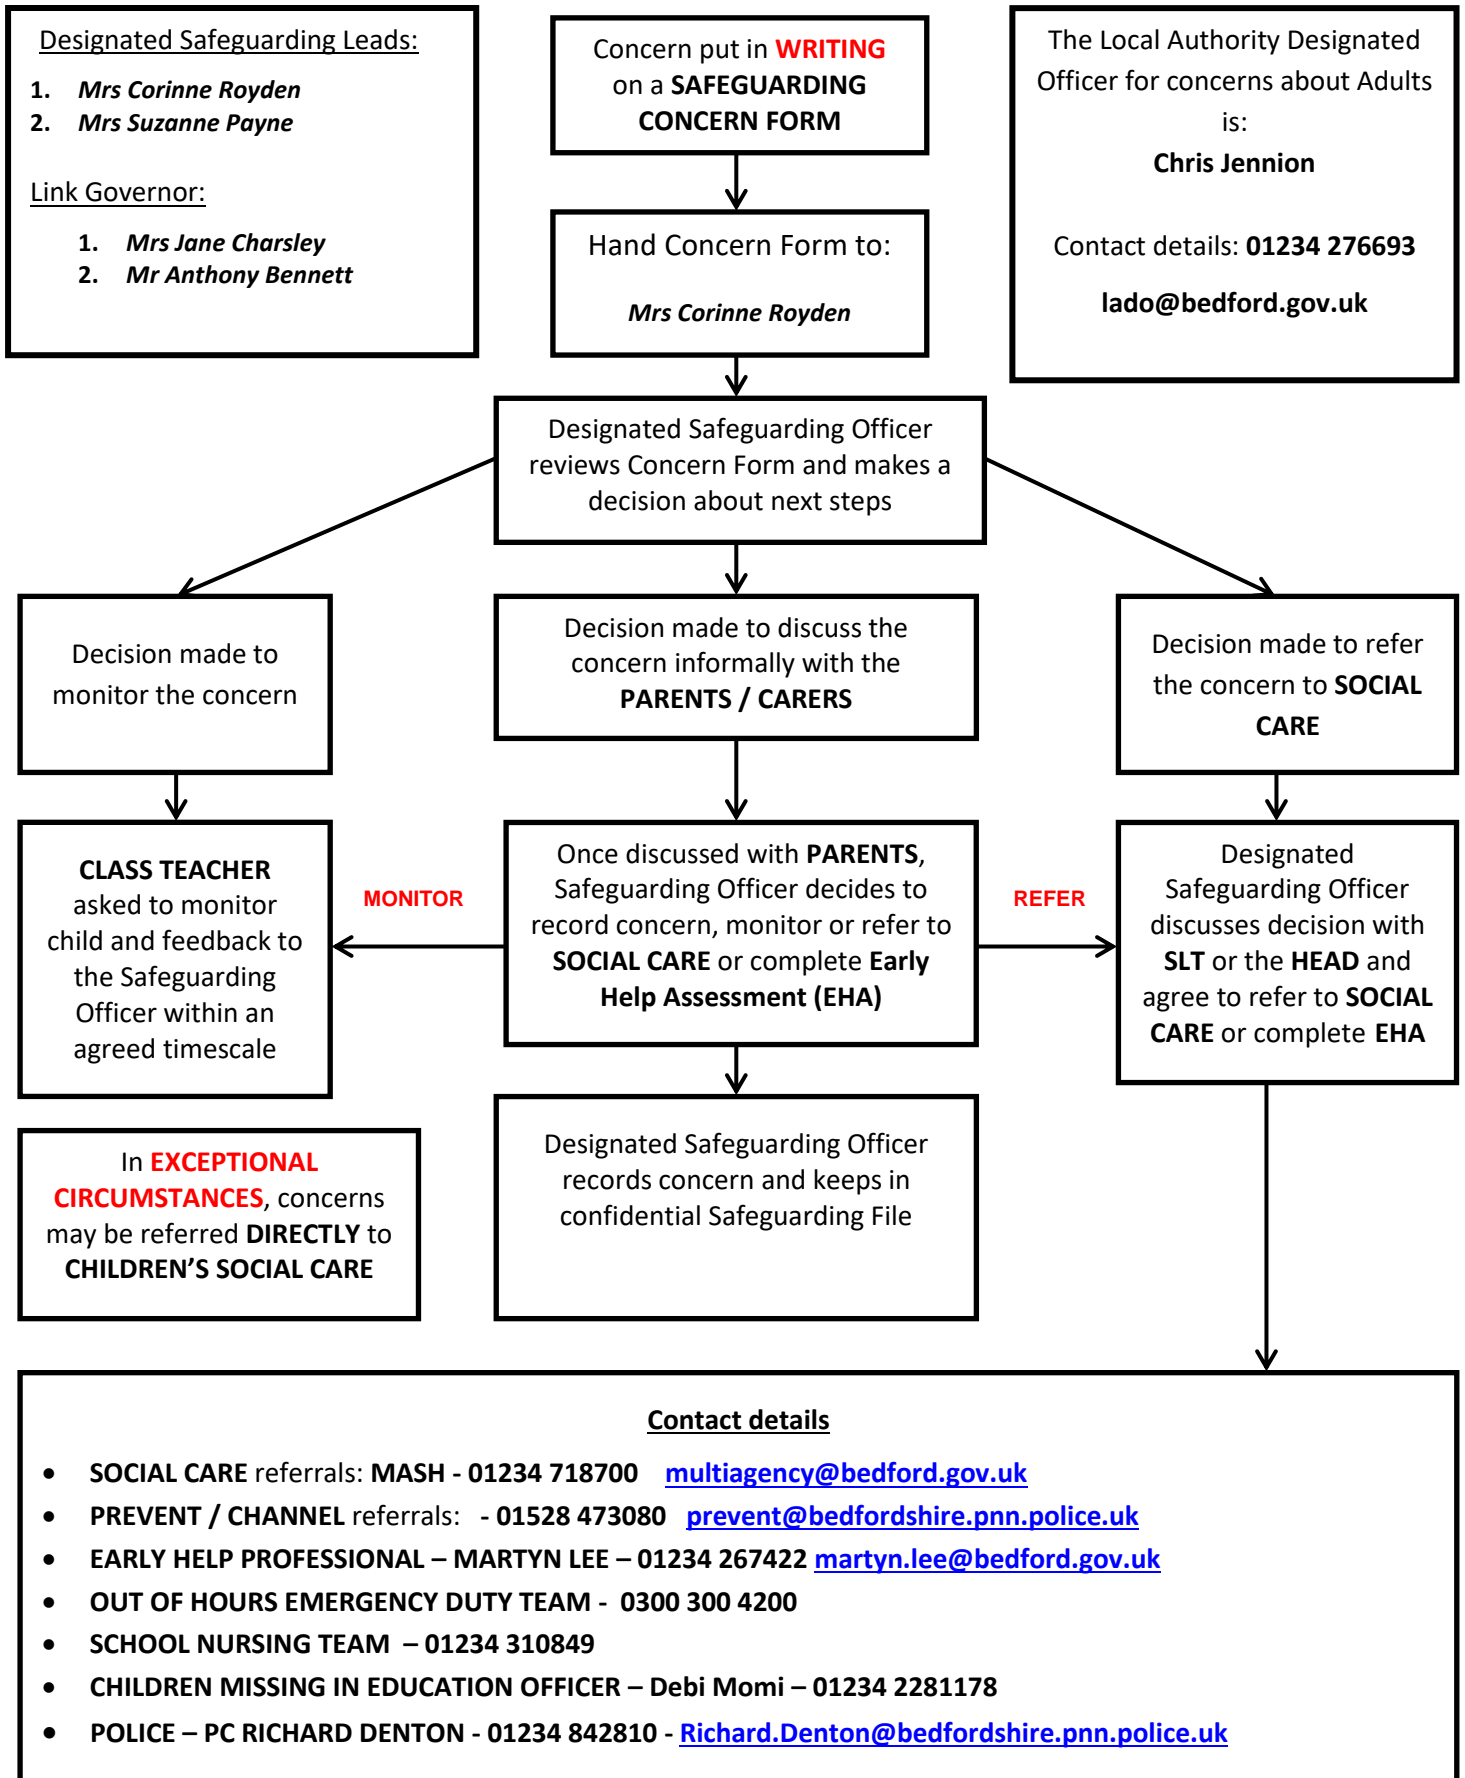 Designated Safeguarding Leads:
1. Mrs Corinne Royden
2. Mrs Suzanne Payne
Link Governor:
1. Mrs Jane Charsley
2. Mr Anthony Bennett
Concern put in WRITING
on a SAFEGUARDING
CONCERN FORM
The Local Authority Designated
Officer for concerns about Adults
is:
Chris Jennion
Contact details: 01234 276693
lado@bedford.gov.uk
Hand Concern Form to:
Mrs Corinne Royden
Designated Safeguarding Officer
reviews Concern Form and makes a
decision about next steps
Decision made to
monitor the concern
Decision made to discuss the
concern informally with the
PARENTS / CARERS
Decision made to refer
the concern to SOCIAL
CARE
CLASS TEACHER
asked to monitor
child and feedback to
the Safeguarding
Officer within an
agreed timescale
MONITOR
Once discussed with PARENTS,
Safeguarding Officer decides to
record concern, monitor or refer to
SOCIAL CARE or complete Early
Help Assessment (EHA)
REFER
Designated
Safeguarding Officer
discusses decision with
SLT or the HEAD and
agree to refer to SOCIAL
CARE or complete EHA
In EXCEPTIONAL
CIRCUMSTANCES, concerns
may be referred DIRECTLY to
CHILDREN’S SOCIAL CARE
Designated Safeguarding Officer
records concern and keeps in
confidential Safeguarding File
Contact details
• SOCIAL CARE referrals: MASH - 01234 718700 multiagency@bedford.gov.uk
• PREVENT / CHANNEL referrals: - 01528 473080 prevent@bedfordshire.pnn.police.uk
• EARLY HELP PROFESSIONAL – MARTYN LEE – 01234 267422 martyn.lee@bedford.gov.uk
• OUT OF HOURS EMERGENCY DUTY TEAM - 0300 300 4200
• SCHOOL NURSING TEAM – 01234 310849
• CHILDREN MISSING IN EDUCATION OFFICER – Debi Momi – 01234 2281178
• POLICE – PC RICHARD DENTON - 01234 842810 - Richard.Denton@bedfordshire.pnn.police.uk